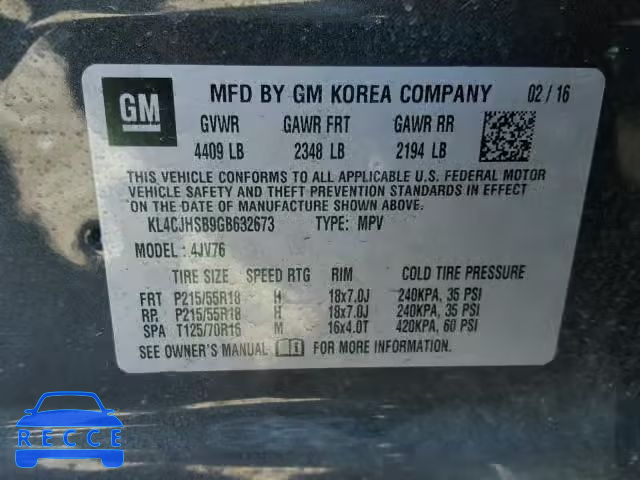 GM MFD BY GM KOREA COMPANY 02 / 16
GVWR GAWR FRT GAWR RR
4409 LB 2348 LB 2194 LB
THIS VEHICLE CONFORMS TO ALL APPLICABLE U.S. FEDERAL MOTOR
VEHICLE SAFETY AND THEFT PREVENTION STANDARDS IN EFFECT ON
THE DATE OF MANUFACTURE SHOWN ABOVE.
KL4CJHSB9GB632673 TYPE: MPV
MODEL : 4JV76
TIRE SIZE SPEED RTG RIM COLD TIRE PRESSURE
FRT P215/55R18 H 18x7.0J 240KPA, 35 PSI
RP. P215/55R18 H 18x7.0J 240KPA, 35 PSI
SPA T125/70R16 M 16x4.0T 420KPA, 60 PSI
SEE OWNER'S MANUAL FOR MORE INFORMATION.